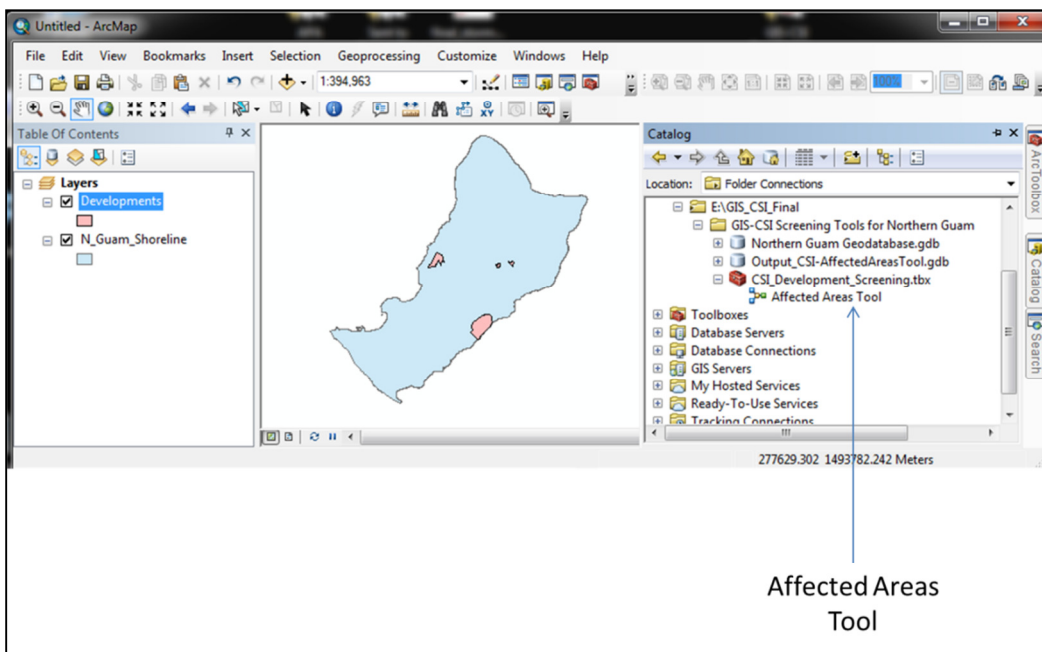 Untitled - ArcMap
File Edit View Bookmarks Insert Selection Geoprocessing Customize Windows Help
1:394,963
100%
Table Of Contents
Layers
Developments
N_Guam_Shoreline
Catalog
Location: Folder Connections
E:\GIS_CSI_Final
GIS-CSI Screening Tools for Northern Guam
Northern Guam Geodatabase.gdb
Output_CSI-AffectedAreasTool.gdb
CSI_Development_Screening.tbx
Affected Areas Tool
Toolboxes
Database Servers
Database Connections
GIS Servers
My Hosted Services
Ready-To-Use Services
Tracking Connections
ArcToolbox
Catalog
Search
277629.302 1493782.242 Meters
Affected Areas
Tool